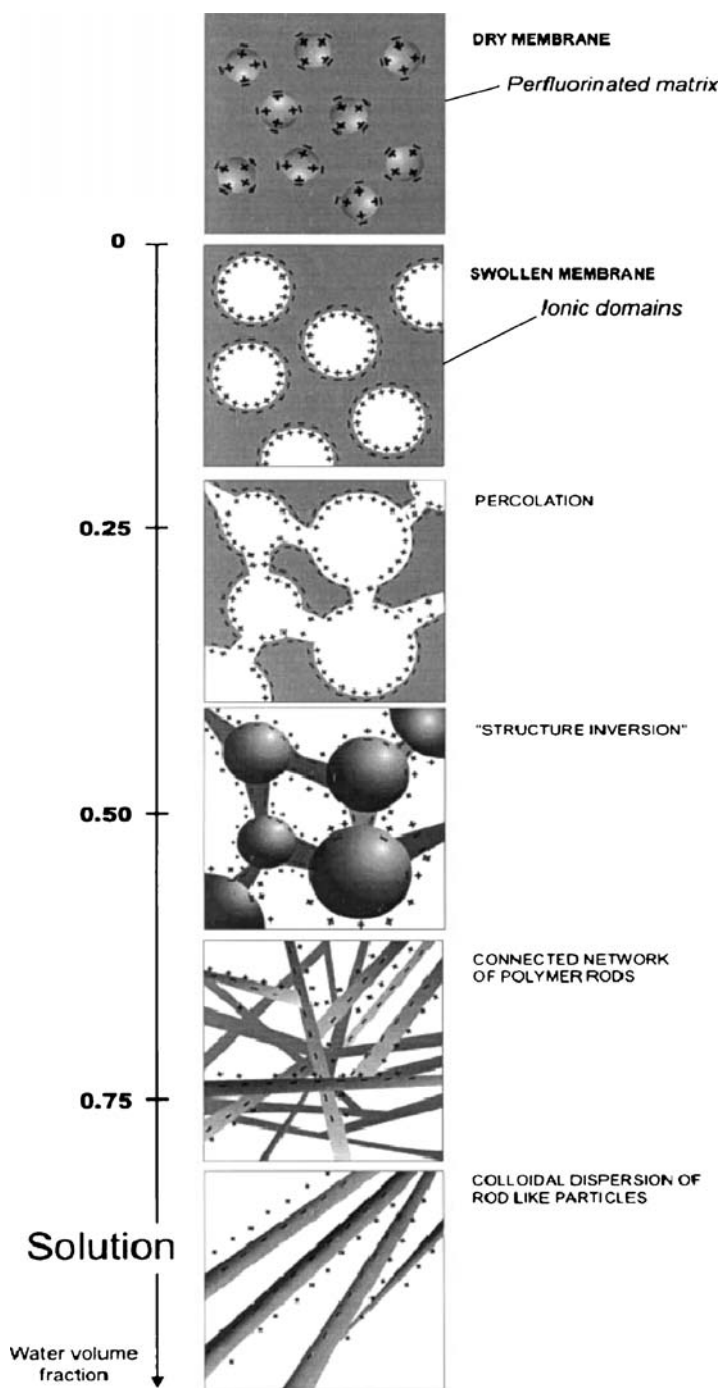 DRY MEMBRANE
Perfluorinated matrix
0
SWOLLEN MEMBRANE
Ionic domains
PERCOLATION
0.25
"STRUCTURE INVERSION"
0.50
CONNECTED NETWORK
OF POLYMER RODS
0.75
COLLOIDAL DISPERSION OF
ROD LIKE PARTICLES
Solution
Water volume
fraction